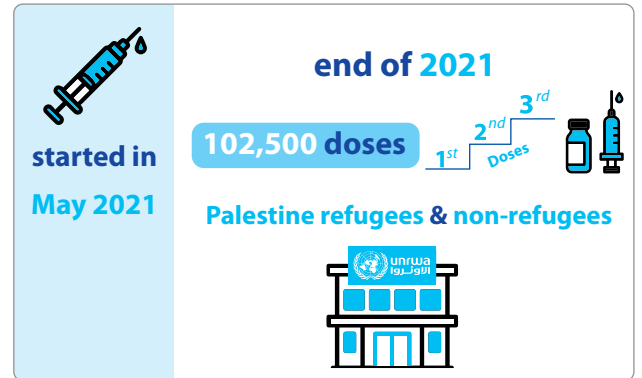 started in
May 2021
end of 2021
102,500 doses
1st
2nd
3rd
Doses
Palestine refugees & non-refugees
unrwa
الأونروا